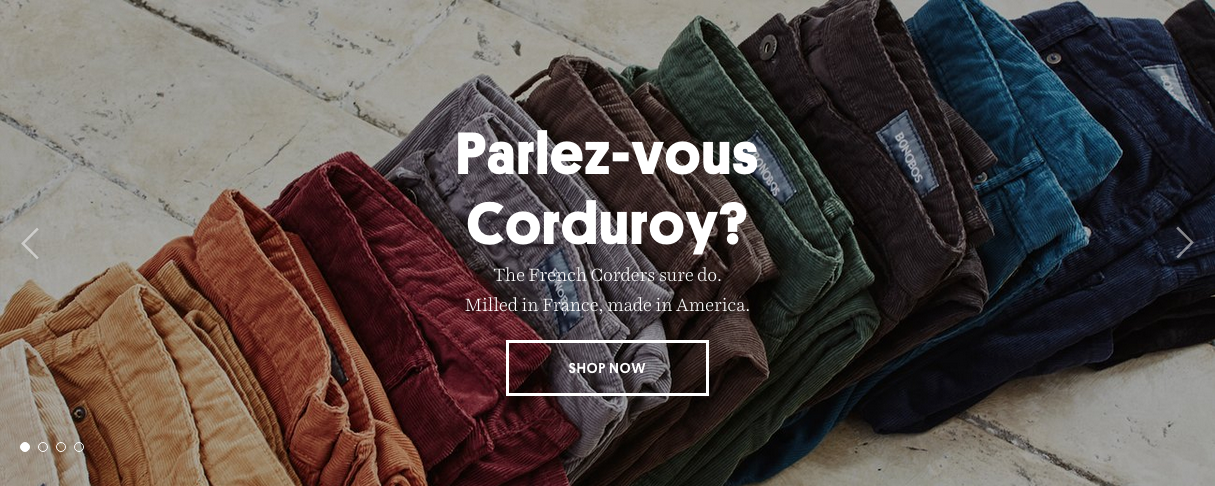 Parlez-vous
Corduroy?
The French Corders sure do.
Milled in France, made in America.
SHOP NOW
BONOBOS
BONOBOS